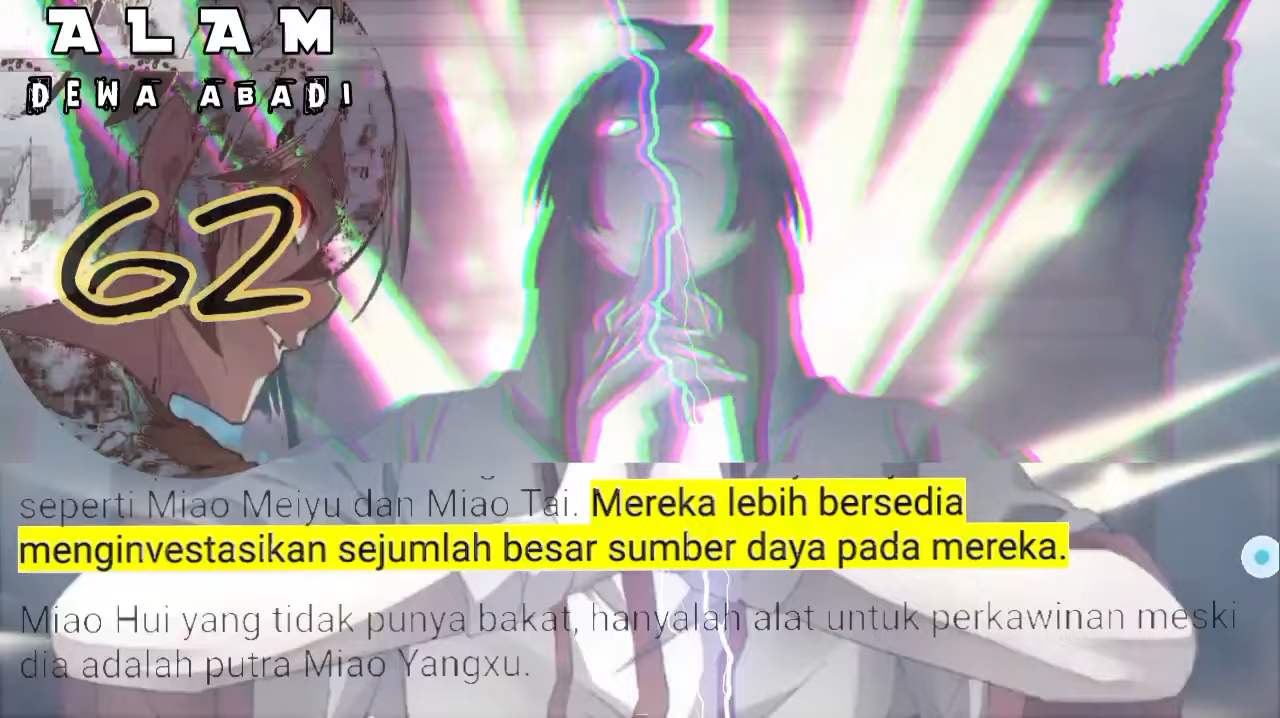 ALAM
DEWA ABADI
62
seperti Miao Meiyu dan Miao Tai. Mereka lebih bersedia
menginvestasikan sejumlah besar sumber daya pada mereka.
Miao Hui yang tidak punya bakat, hanyalah alat untuk perkawinan meski
dia adalah putra Miao Yangxu.